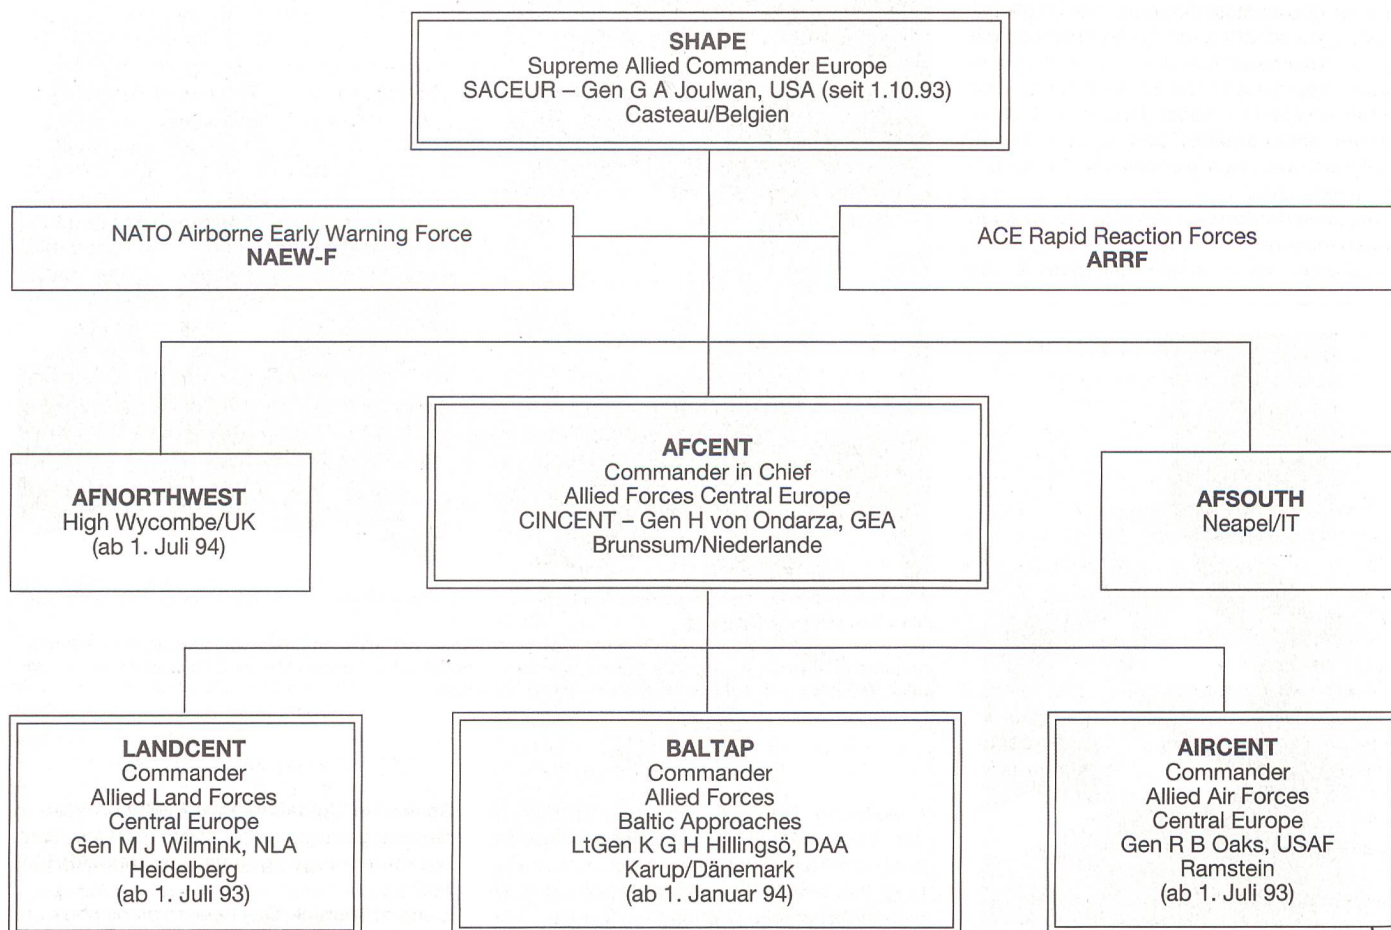 SHAPE
Supreme Allied Commander Europe
SACEUR – Gen G A Joulwan, USA (seit 1.10.93)
Casteau/Belgien
NATO Airborne Early Warning Force
NAEW-F
ACE Rapid Reaction Forces
ARRF
AFNORTHWEST
High Wycombe/UK
(ab 1. Juli 94)
AFCENT
Commander in Chief
Allied Forces Central Europe
CINCENT – Gen H von Ondarza, GEA
Brunssum/Niederlande
AFSOUTH
Neapel/IT
LANDCENT
Commander
Allied Land Forces
Central Europe
Gen M J Wilmink, NLA
Heidelberg
(ab 1. Juli 93)
BALTAP
Commander
Allied Forces
Baltic Approaches
LtGen K G H Hillingsö, DAA
Karup/Dänemark
(ab 1. Januar 94)
AIRCENT
Commander
Allied Air Forces
Central Europe
Gen R B Oaks, USAF
Ramstein
(ab 1. Juli 93)